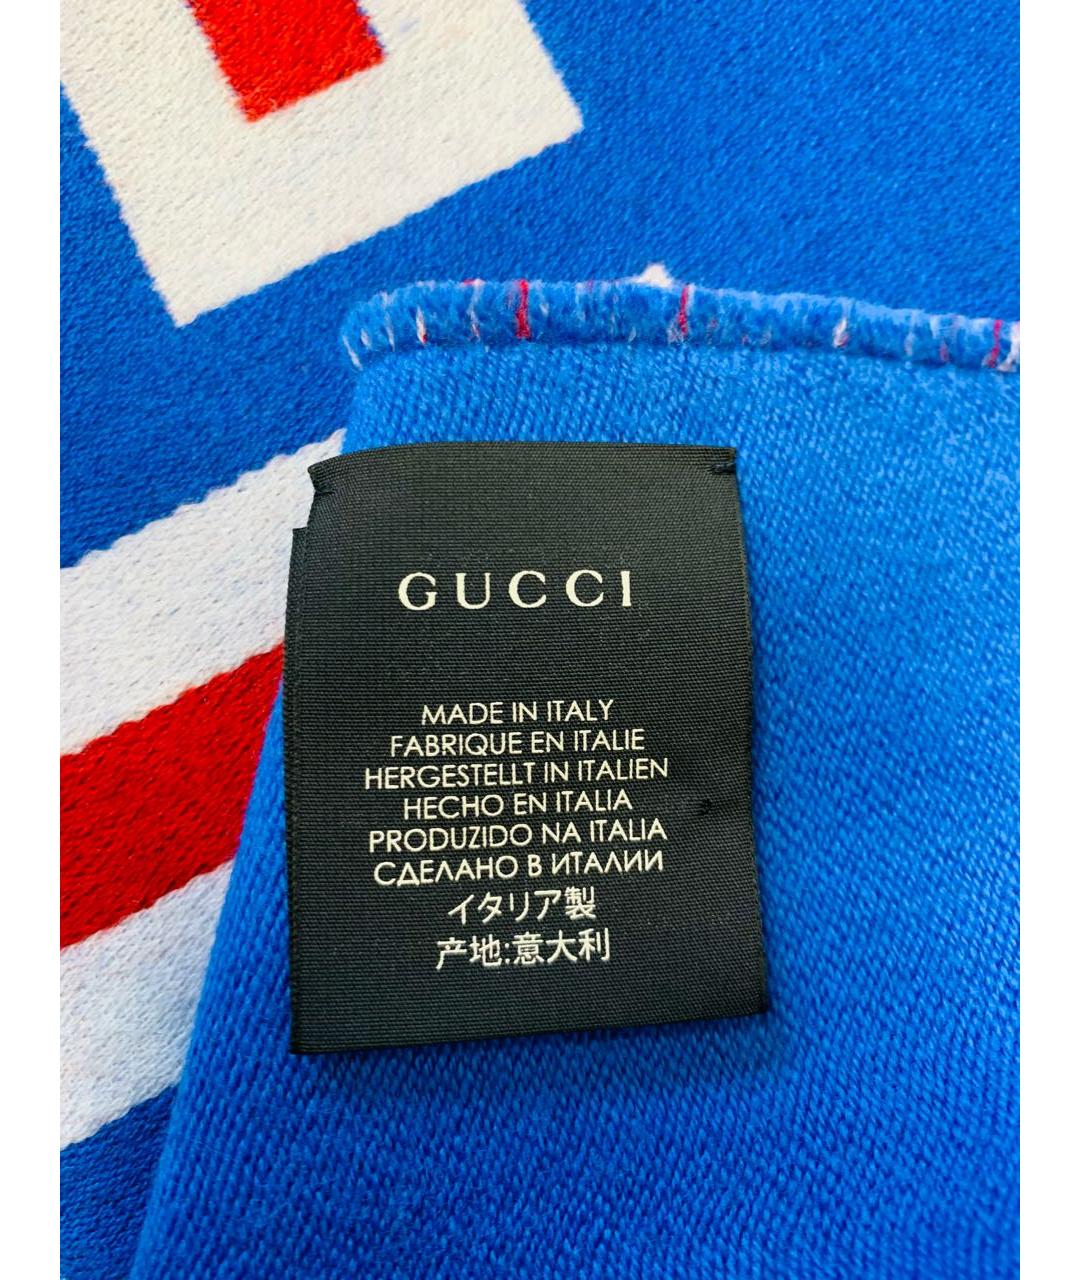 GUCCI
MADE IN ITALY
FABRIQUE EN ITALIE
HERGESTELLT IN ITALIEN
HECHO EN ITALIA
PRODUZIDO NA ITALIA
СДЕЛАНО В ИТАЛИИ
イタリア製
产地:意大利